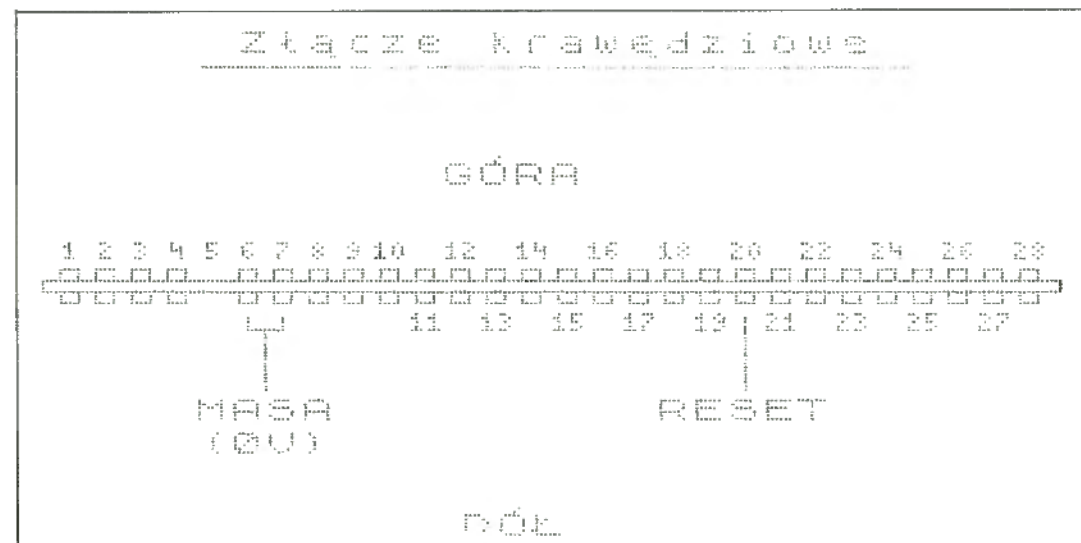 Złącze krawędziowe
GÓRA
1 2 3 4 5 6 7 8 9 10 12 14 16 18 20 22 24 26 28
11 13 15 17 19 21 23 25 27
MASA RESET
(0V)
DÓŁ